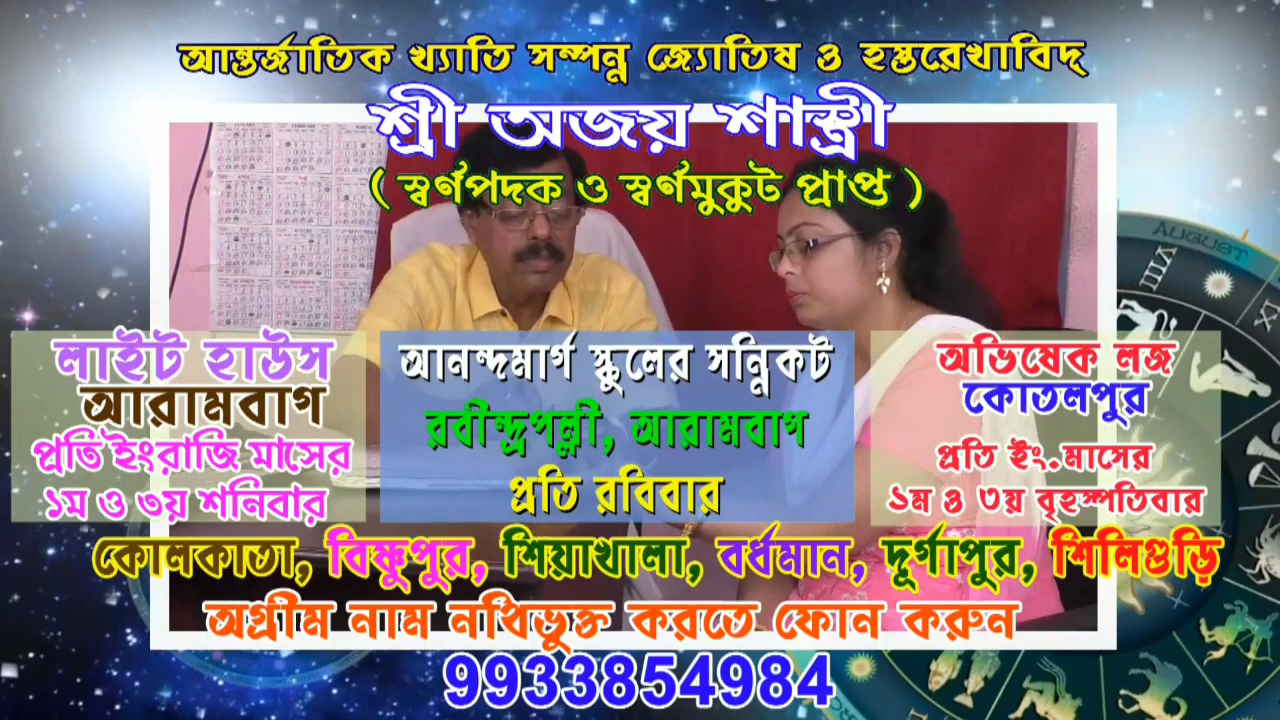 আন্তর্জাতিক খ্যাতি সম্পন্ন জ্যোতিষ ও হস্তরেখাবিদ্
শ্রী অজয় শাস্ত্রী
( স্বর্ণপদক ও স্বর্ণমুকুট প্রাপ্ত )
লাইট হাউস
আরামবাগ
প্রতি ইংরাজি মাসের
১ম ও ৩য় শনিবার
আনন্দমার্গ স্কুলের সন্নিকট
রবীন্দ্রপল্লী, আরামবাগ
প্রতি রবিবার
অভিষেক লজ
কোতলপুর
প্রতি ইং.মাসের
১ম ও ৩য় বৃহস্পতিবার
কোলকাতা, বিষ্ণুপুর, শিয়াখালা, বর্ধমান, দূর্গাপুর, শিলিগুড়ি
অগ্রীম নাম নথিভুক্ত করতে ফোন করুন
9933854984
AUGUST
VIII